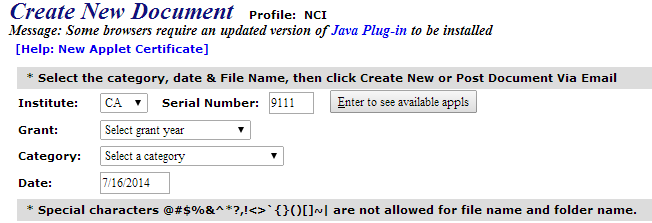 Create New Document Profile: NCI
Message: Some browsers require an updated version of Java Plug-in to be installed
[Help: New Applet Certificate]
* Select the category, date & File Name, then click Create New or Post Document Via Email
Institute: CA Serial Number: 9111 Enter to see available appls
Grant: Select grant year
Category: Select a category
Date: 7/16/2014
* Special characters @#$%&^*?,!<>`{}()[]~| are not allowed for file name and folder name.